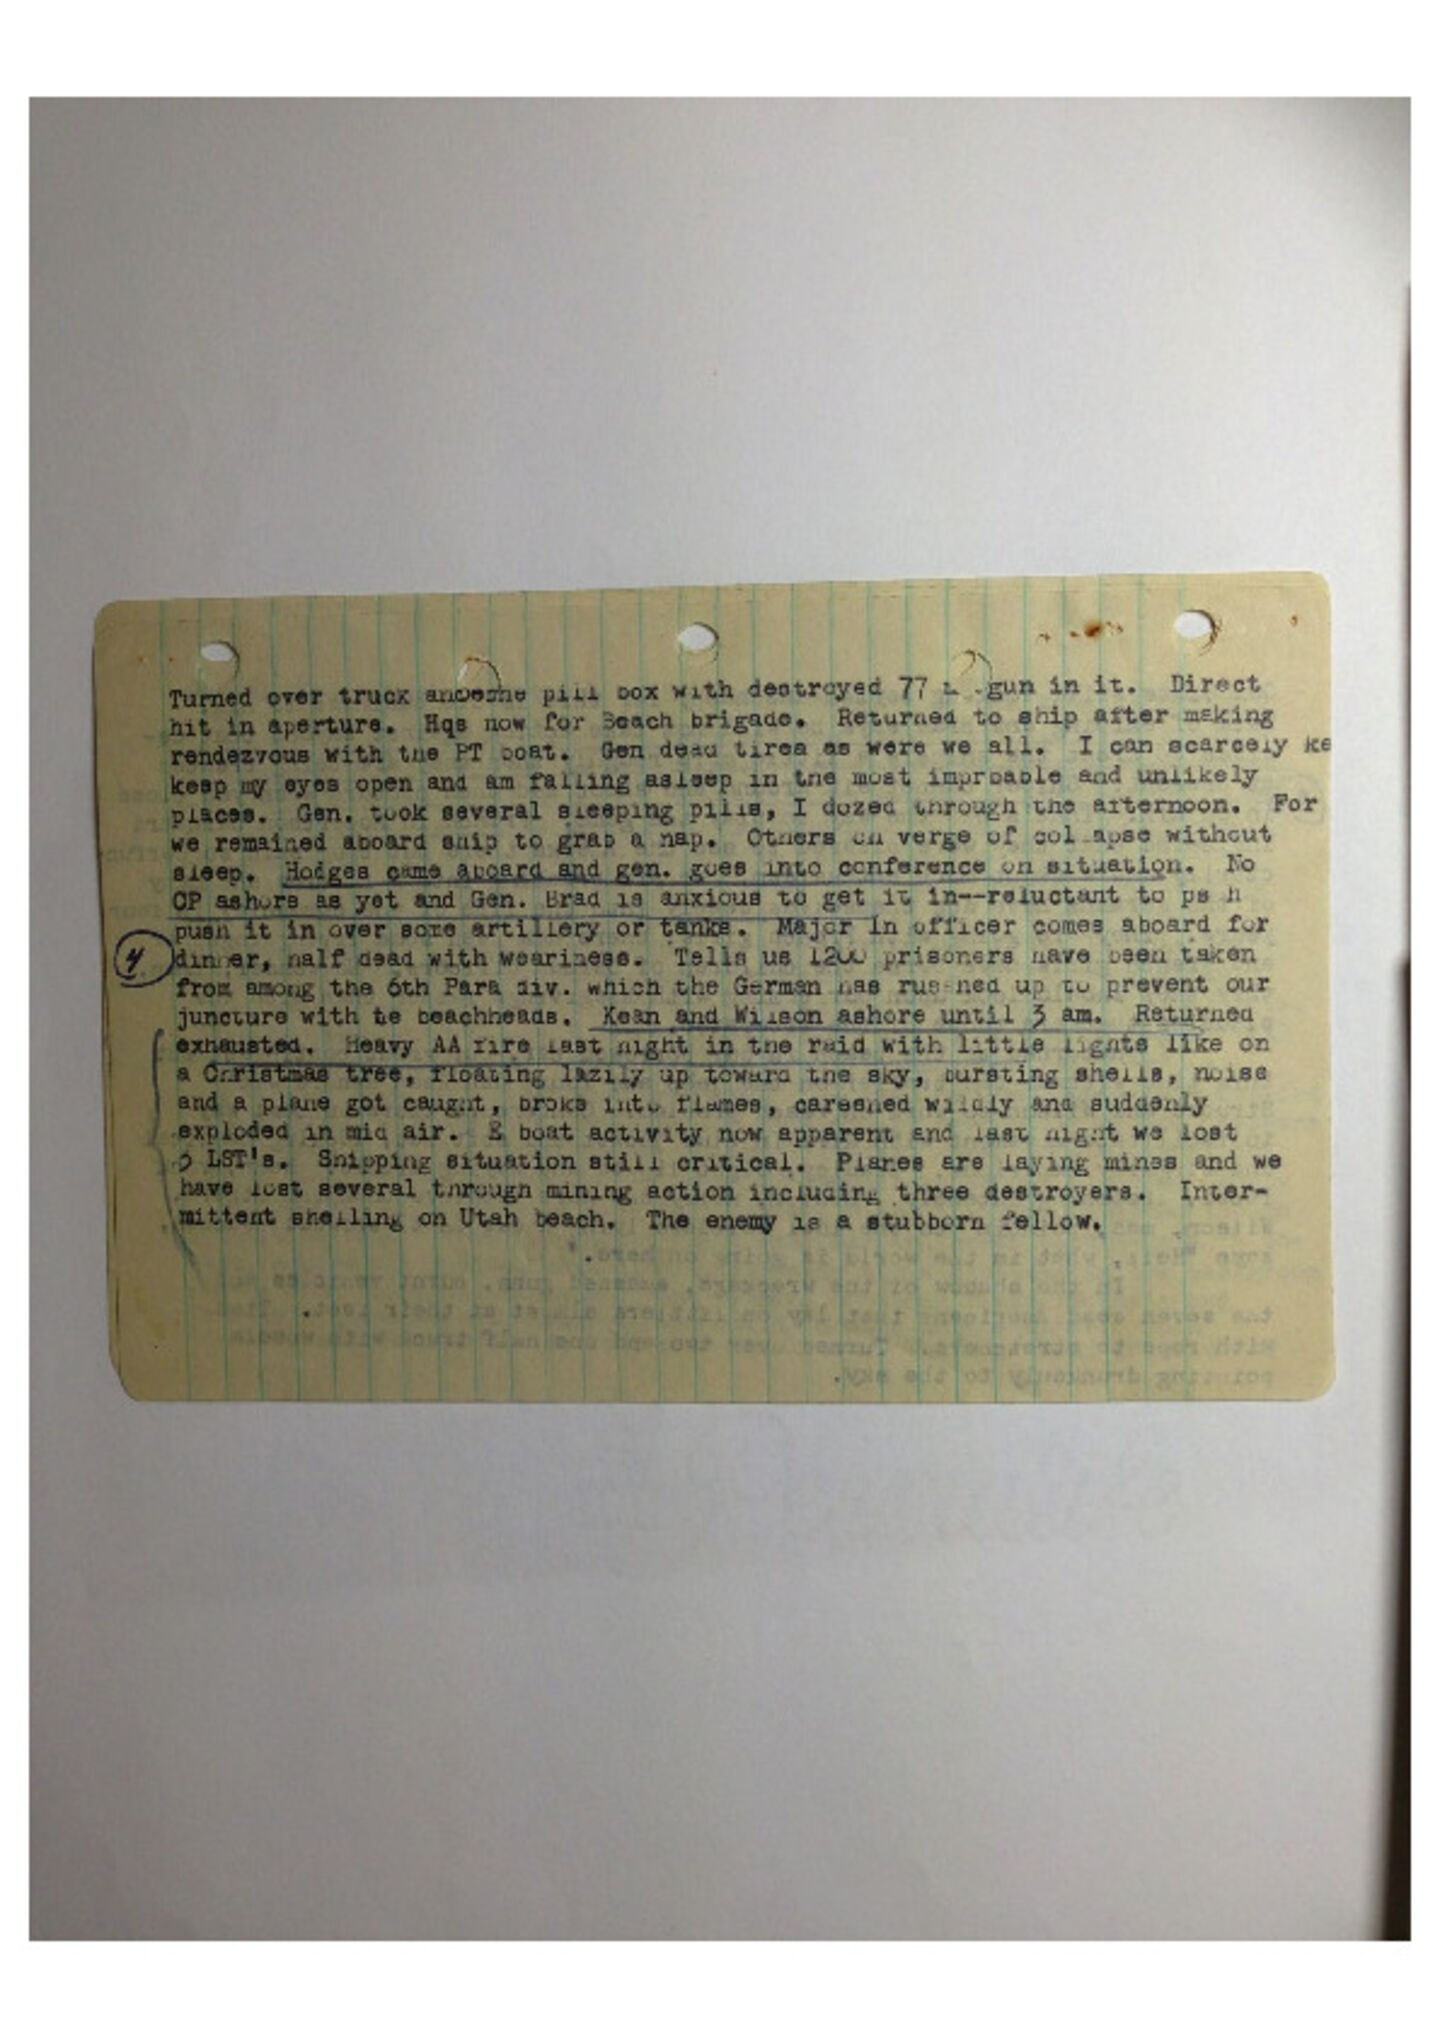 Turned over truck pill box with destroyed 77 gun in it. Direct
hit in aperture. Hqs now for Beach brigade. Returned to ship after making
rendezvous with the PT boat. Gen dead tired as were we all. I can scarcely ke
keep my eyes open and am falling asleep in the most improbable and unlikely
places. Gen. took several sleeping pills, I dozed through the afternoon. For
we remained aboard ship to grab a nap. Others on verge of col apse without
sleep. Hodges came aboard and gen. goes into conference on situation. No
CP ashore as yet and Gen. Brad is anxious to get it in--reluctant to ps h
push it in over some artillery or tanks. Major in officer comes aboard for
4
dinner, half dead with weariness. Tells us 1200 prisoners have been taken
from among the 6th Para div. which the German has rushned up to prevent our
juncture with te beachheads. Kean and Wilson ashore until 3 am. Returned
exhausted. Heavy AA fire last night in the raid with little lights like on
a Christmas tree, floating lazily up toward the sky, bursting shells, noise
and a plane got caught, broke into flames, careened wildly and suddenly
exploded in mid air. E boat activity now apparent and last night we lost
LST's. Snipping situation still critical. Planes are laying mines and we
have lost several through mining action including three destroyers. Inter-
mittent shelling on Utah beach. The enemy is a stubborn fellow.